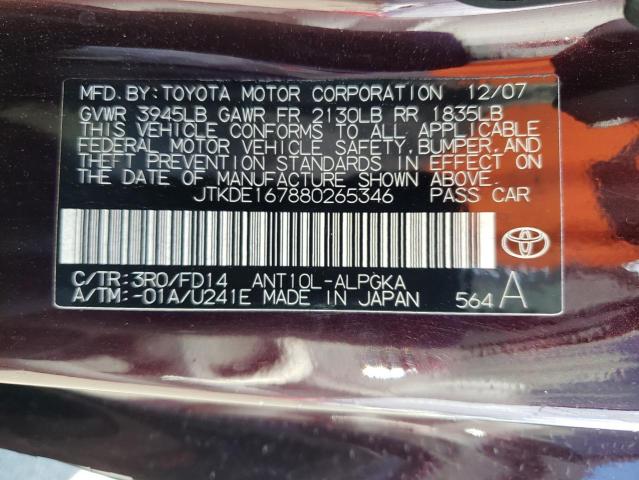 MFD.BY:TOYOTA MOTOR CORPORATION 12/07
GVWR 3945LB GAWR FR 2130LB RR 1835LB
THIS VEHICLE CONFORMS TO ALL APPLICABLE
FEDERAL MOTOR VEHICLE SAFETY,BUMPER,AND
THEFT PREVENTION STANDARDS IN EFFECT ON
THE DATE OF MANUFACTURE SHOWN ABOVE.
JTKDE167880265346 PASS CAR
C/TR:3R0/FD14 ANT10L-ALPGKA
A/TM:-01A/U241E MADE IN JAPAN 564 A